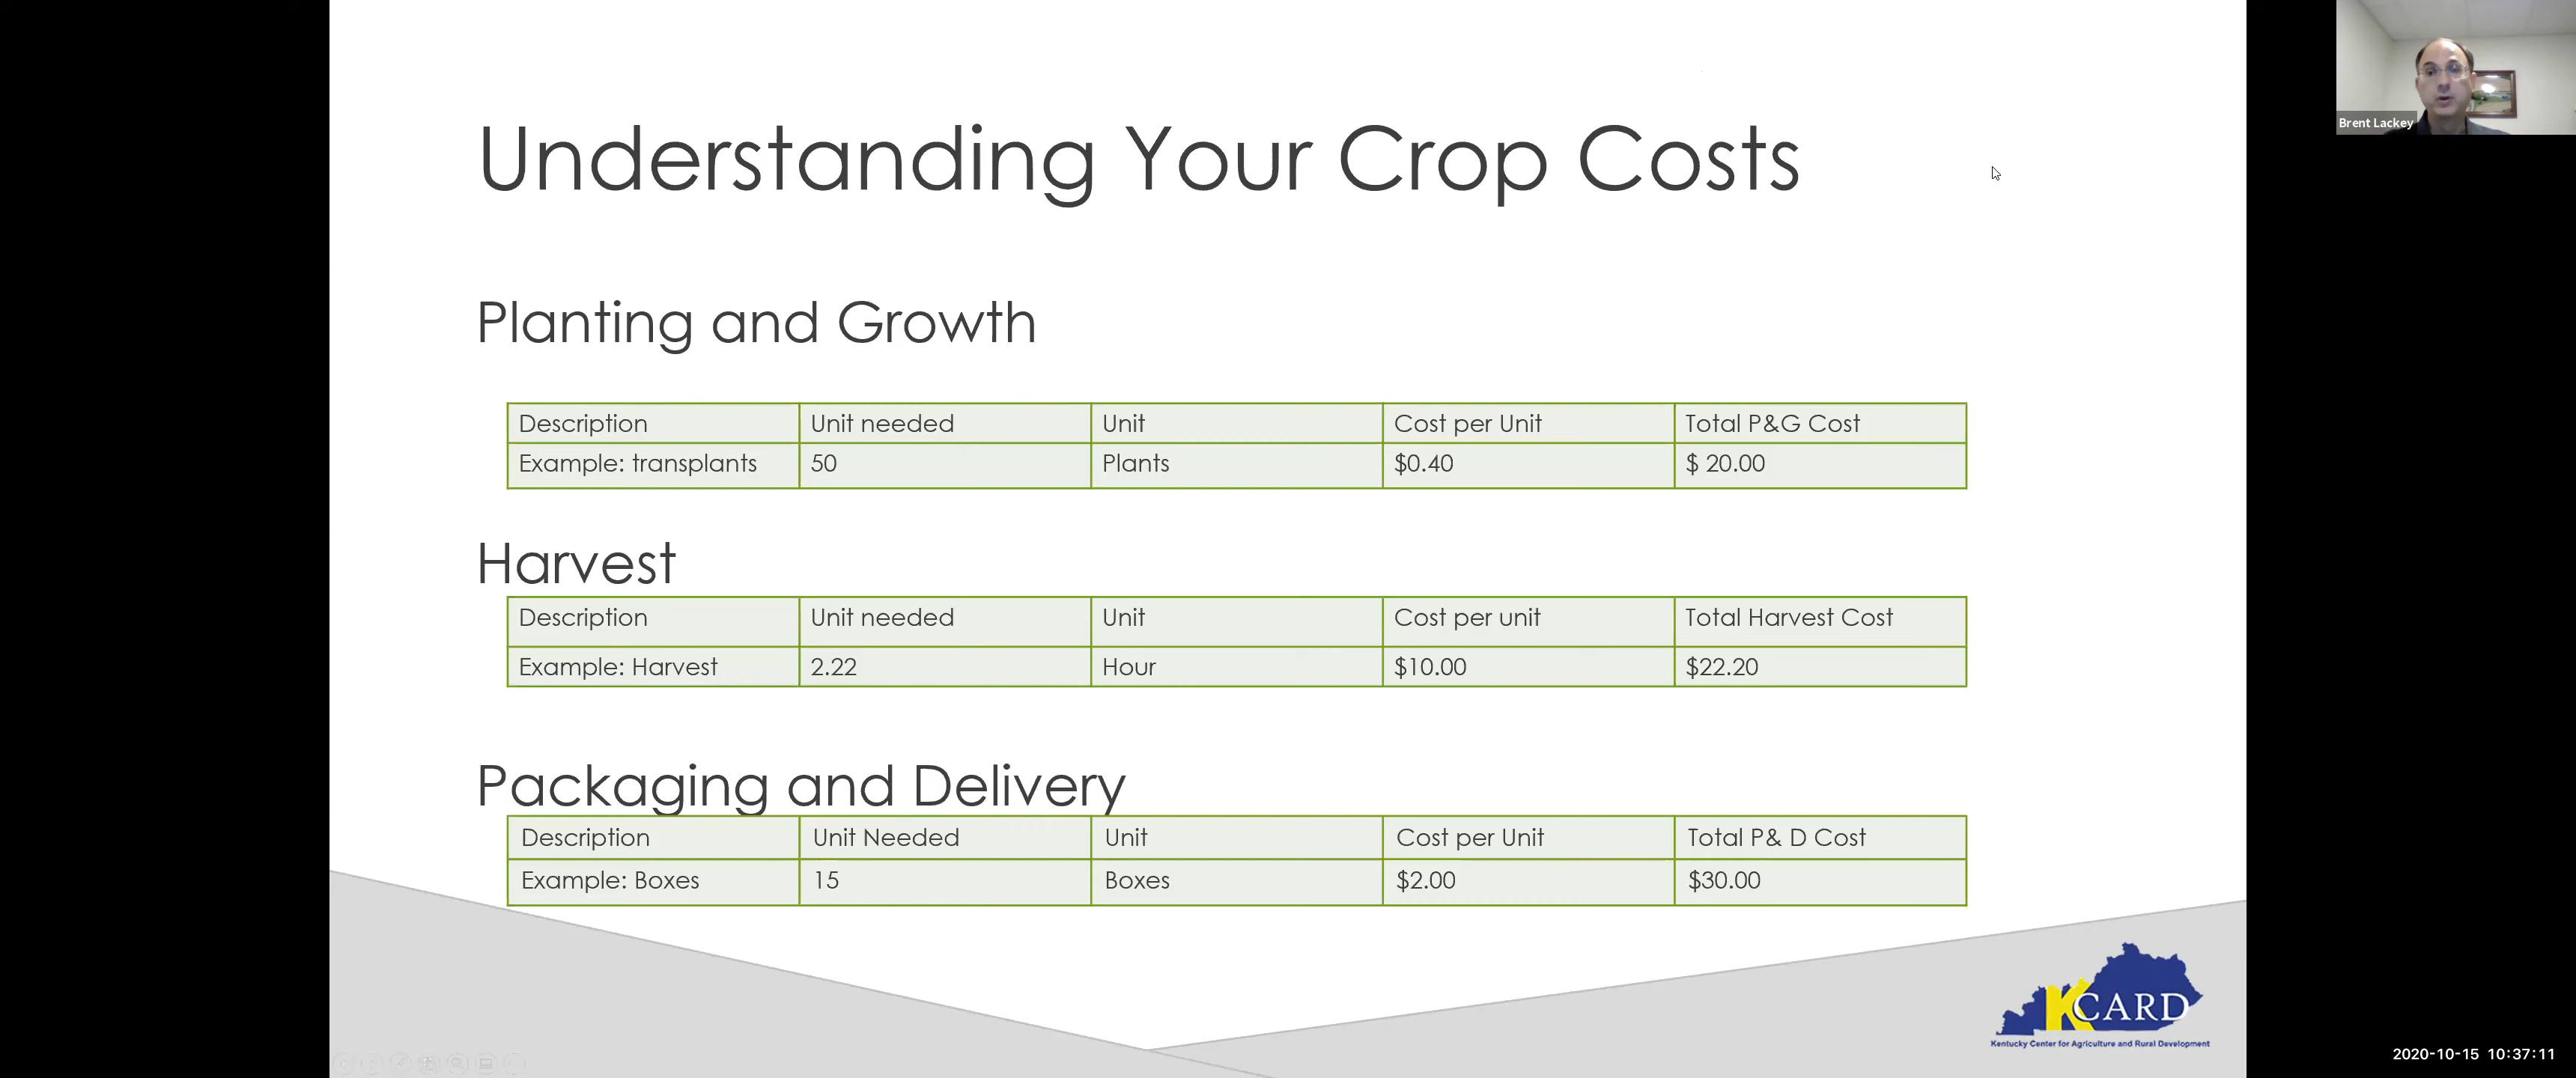 Understanding Your Crop Costs
Brent Lackey
Planting and Growth
Description Unit needed Unit Cost per Unit Total P&G Cost
Example: transplants 50 Plants $0.40 $ 20.00
Harvest
Description Unit needed Unit Cost per unit Total Harvest Cost
Example: Harvest 2.22 Hour $10.00 $22.20
Packaging and Delivery
Description Unit Needed Unit Cost per Unit Total P& D Cost
Example: Boxes 15 Boxes $2.00 $30.00
KCARD
Kentucky Center for Agriculture and Rural Development
2020-10-15 10:37:11